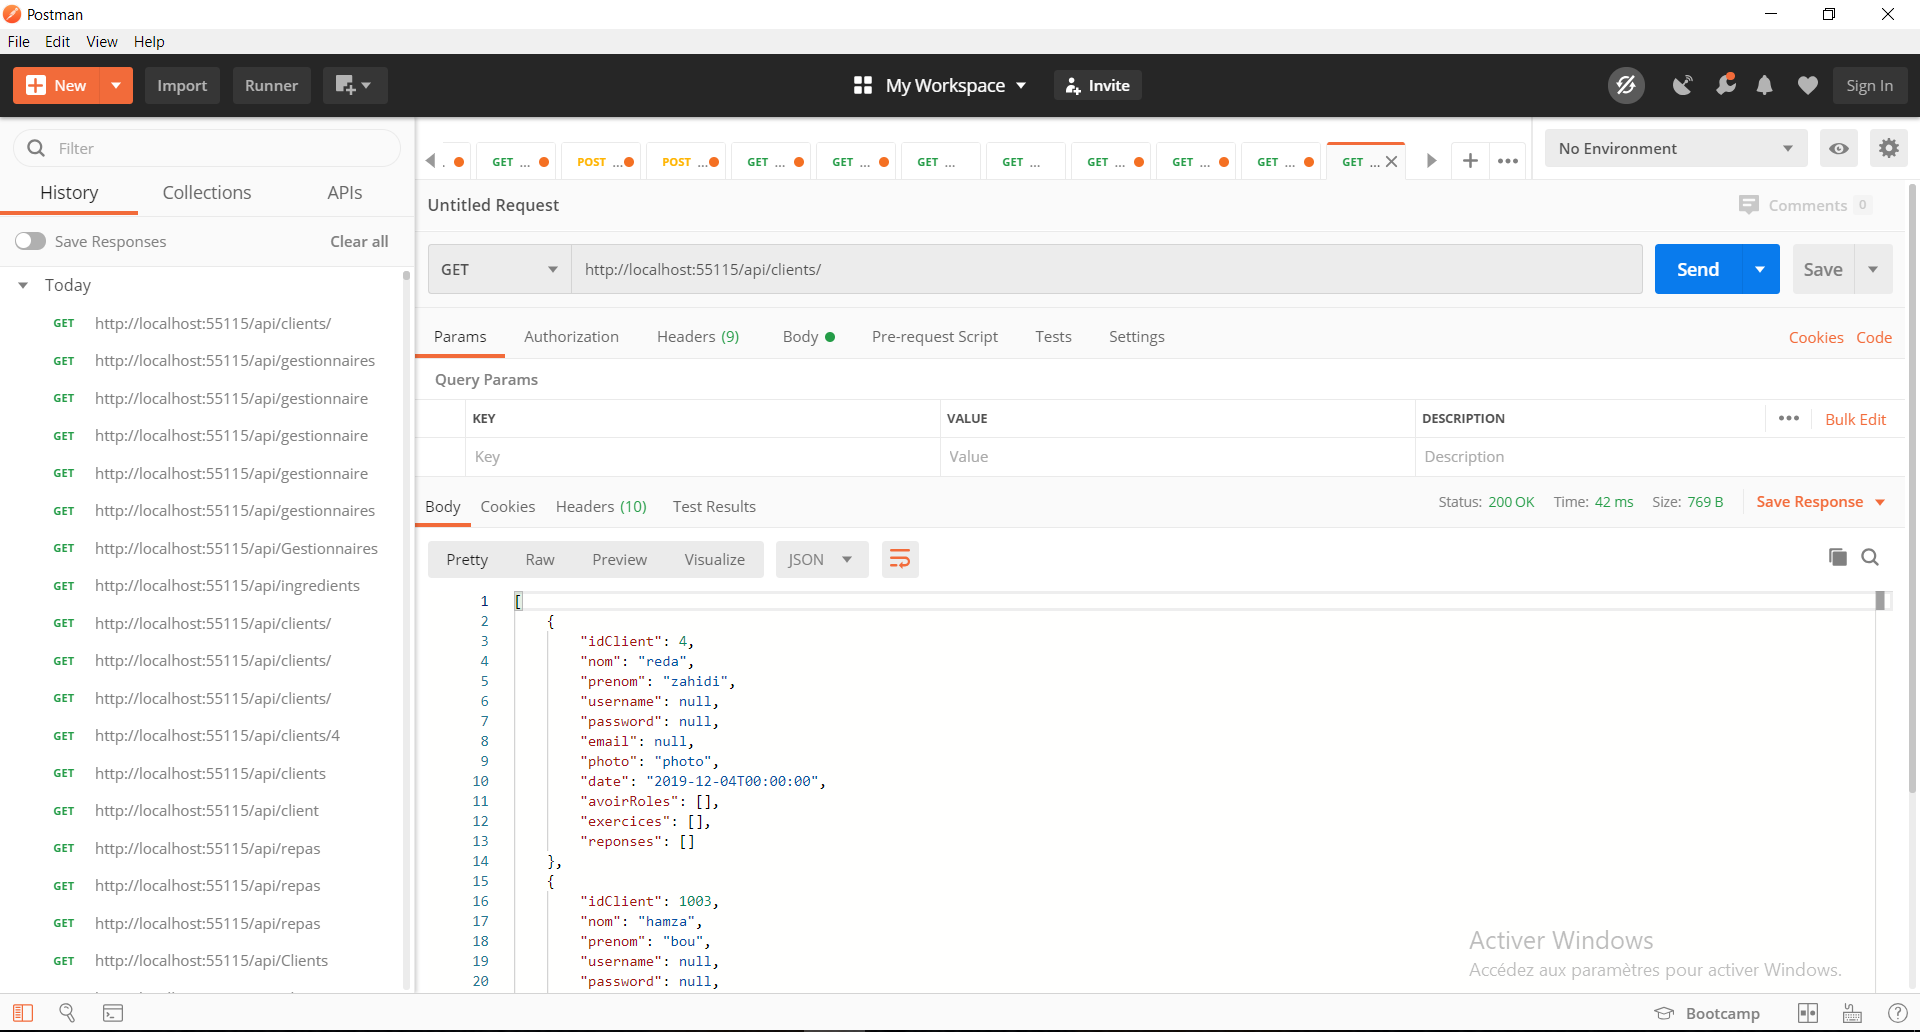 Postman
File Edit View Help
New Import Runner My Workspace Invite Sign In
Filter
History Collections APIs
Save Responses Clear all
Today
GET http://localhost:55115/api/clients/
GET http://localhost:55115/api/gestionnaires
GET http://localhost:55115/api/gestionnaire
GET http://localhost:55115/api/gestionnaire
GET http://localhost:55115/api/gestionnaire
GET http://localhost:55115/api/gestionnaires
GET http://localhost:55115/api/Gestionnaires
GET http://localhost:55115/api/ingredients
GET http://localhost:55115/api/clients/
GET http://localhost:55115/api/clients/
GET http://localhost:55115/api/clients/
GET http://localhost:55115/api/clients/4
GET http://localhost:55115/api/clients
GET http://localhost:55115/api/client
GET http://localhost:55115/api/repas
GET http://localhost:55115/api/repas
GET http://localhost:55115/api/repas
GET http://localhost:55115/api/Clients
. GET ... POST ... POST ... GET ... GET ... GET ... GET ... GET ... GET ... GET ... GET ...
No Environment
Untitled Request Comments 0
GET http://localhost:55115/api/clients/ Send Save
Params Authorization Headers (9) Body Pre-request Script Tests Settings Cookies Code
Query Params
KEY VALUE DESCRIPTION ••• Bulk Edit
Key Value Description
Body Cookies Headers (10) Test Results Status: 200 OK Time: 42 ms Size: 769 B Save Response
Pretty Raw Preview Visualize JSON
1 [
2 {
3 "idClient": 4,
4 "nom": "reda",
5 "prenom": "zahidi",
6 "username": null,
7 "password": null,
8 "email": null,
9 "photo": "photo",
10 "date": "2019-12-04T00:00:00",
11 "avoirRoles": [],
12 "exercices": [],
13 "reponses": []
14 },
15 {
16 "idClient": 1003,
17 "nom": "hamza",
18 "prenom": "bou",
19 "username": null,
20 "password": null,
Activer Windows
Accédez aux paramètres pour activer Windows.
Bootcamp